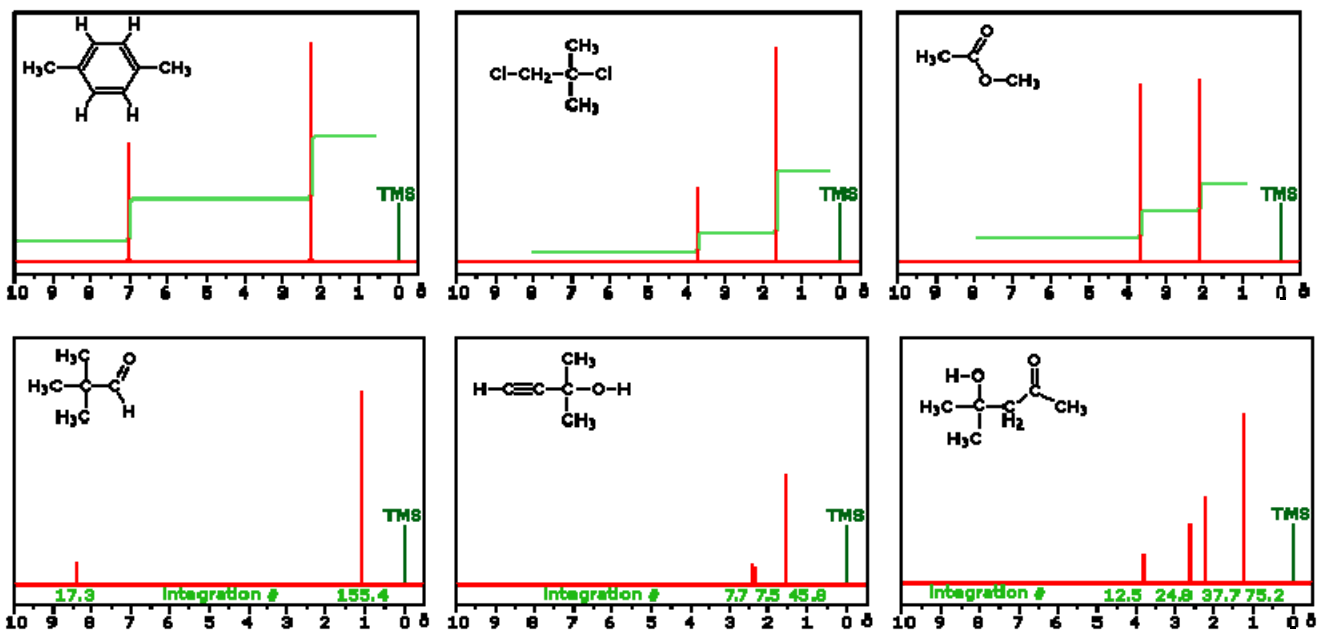 H H
H₃C CH₃
H H
TMS
10 9 8 7 6 5 4 3 2 1 0 δ
CH₃
Cl-CH₂-C-Cl
CH₃
TMS
10 9 8 7 6 5 4 3 2 1 0 δ
O
H₃C
O-CH₃
TMS
10 9 8 7 6 5 4 3 2 1 0 δ
H₃C O
H₃C-C-C
H₃C H
TMS
17.3 Integration # 155.4
10 9 8 7 6 5 4 3 2 1 0 δ
CH₃
H-C≡C-C-O-H
CH₃
TMS
Integration # 7.7 7.5 45.8
10 9 8 7 6 5 4 3 2 1 0 δ
H-O O
H₃C-C-C-C-CH₃
H₂
H₃C
TMS
Integration # 12.5 24.8 37.7 75.2
10 9 8 7 6 5 4 3 2 1 0 δ